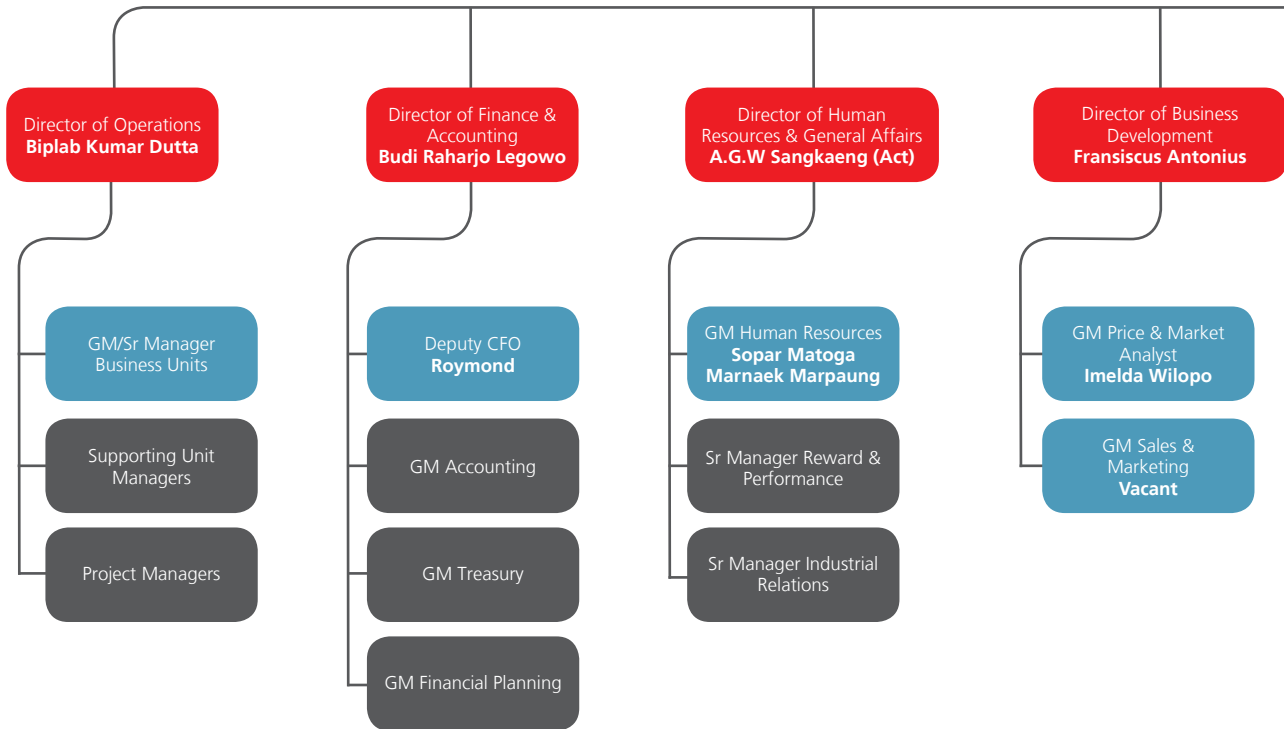 Director of Operations
Biplab Kumar Dutta
Director of Finance &
Accounting
Budi Raharjo Legowo
Director of Human
Resources & General Affairs
A.G.W Sangkaeng (Act)
Director of Business
Development
Fransiscus Antonius
GM/Sr Manager
Business Units
Deputy CFO
Roymond
GM Human Resources
Sopar Matoga
Marnaek Marpaung
GM Price & Market
Analyst
Imelda Wilopo
Supporting Unit
Managers
GM Accounting
Sr Manager Reward &
Performance
GM Sales &
Marketing
Vacant
Project Managers
GM Treasury
Sr Manager Industrial
Relations
GM Financial Planning